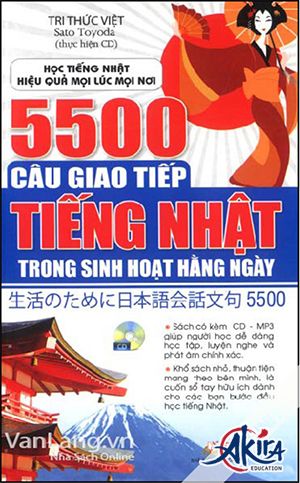 TRI THỨC VIỆT
Sato Toyoda
(thực hiện CD)
HỌC TIẾNG NHẬT
HIỆU QUẢ MỌI LÚC MỌI NƠI
5500
CÂU GIAO TIẾP
TIẾNG NHẬT
TRONG SINH HOẠT HẰNG NGÀY
生活のために日本語会話文句 5500
CD
• Sách có kèm CD - MP3
giúp người học dễ dàng
học tập, luyện nghe và
phát âm chính xác.
• Khổ sách nhỏ, thuận tiện
mang theo bên mình, là
cuốn sổ tay hữu ích dành
cho các bạn bước đầu
học tiếng Nhật.
VanLang.vn
Nhà Sách Online
Akira
EDUCATION